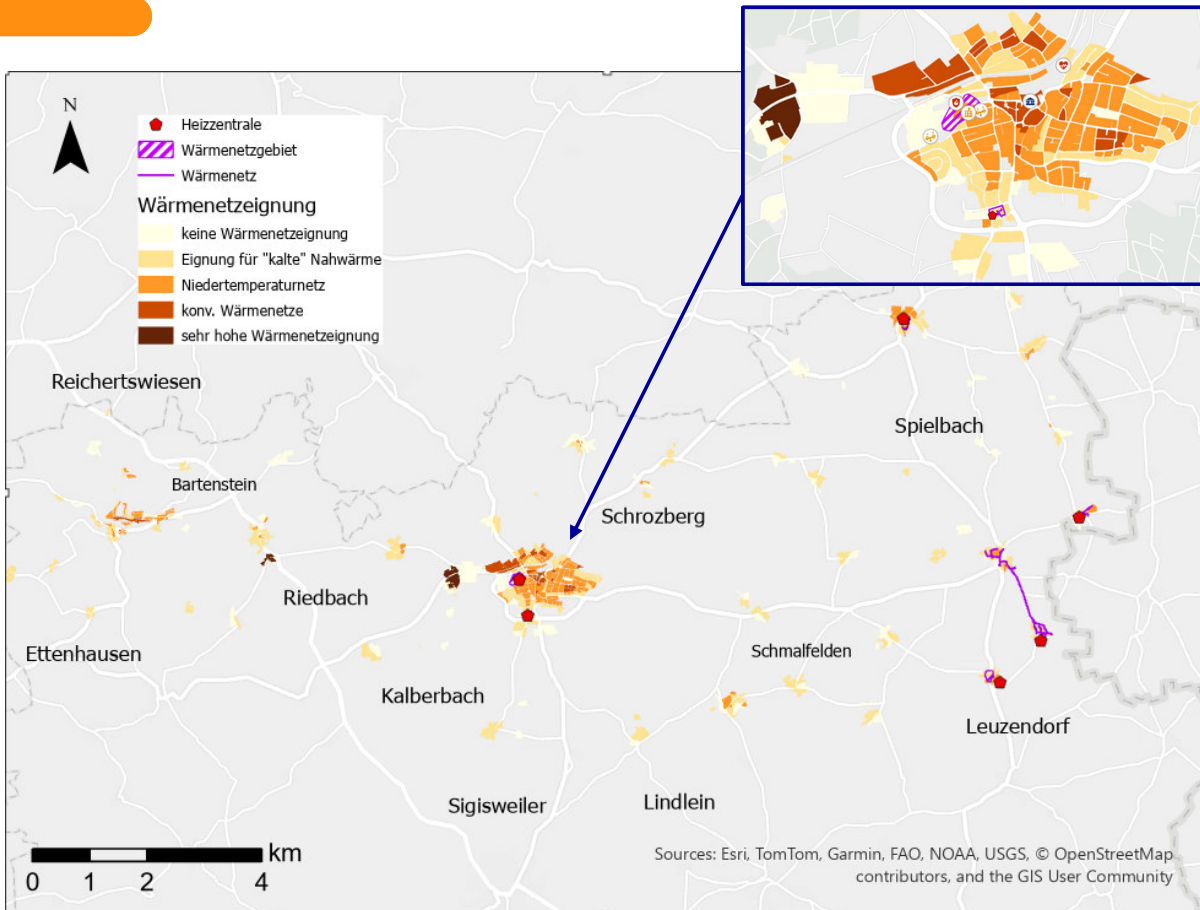 N
Heizzentrale
Wärmenetzgebiet
Wärmenetz
Wärmenetzeignung
keine Wärmenetzeignung
Eignung für "kalte" Nahwärme
Niedertemperaturnetz
konv. Wärmenetze
sehr hohe Wärmenetzeignung
Reichertswiesen
Spielbach
Bartenstein
Schrozberg
Riedbach
Ettenhausen
Schmalfelden
Kalberbach
Leuzendorf
Sigisweiler
Lindlein
km
0 1 2 4
Sources: Esri, TomTom, Garmin, FAO, NOAA, USGS, © OpenStreetMap
contributors, and the GIS User Community